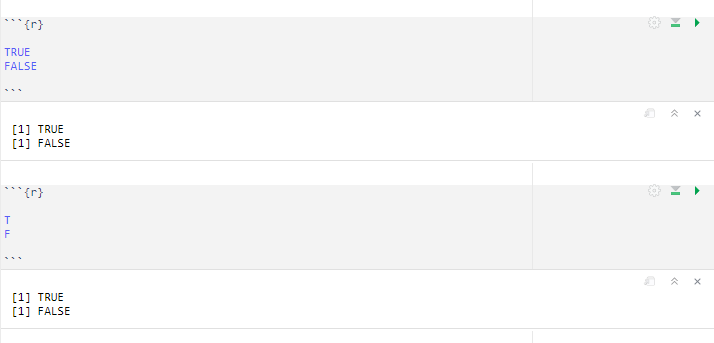 ```{r}
TRUE
FALSE
```
[1] TRUE
[1] FALSE
```{r}
T
F
```
[1] TRUE
[1] FALSE